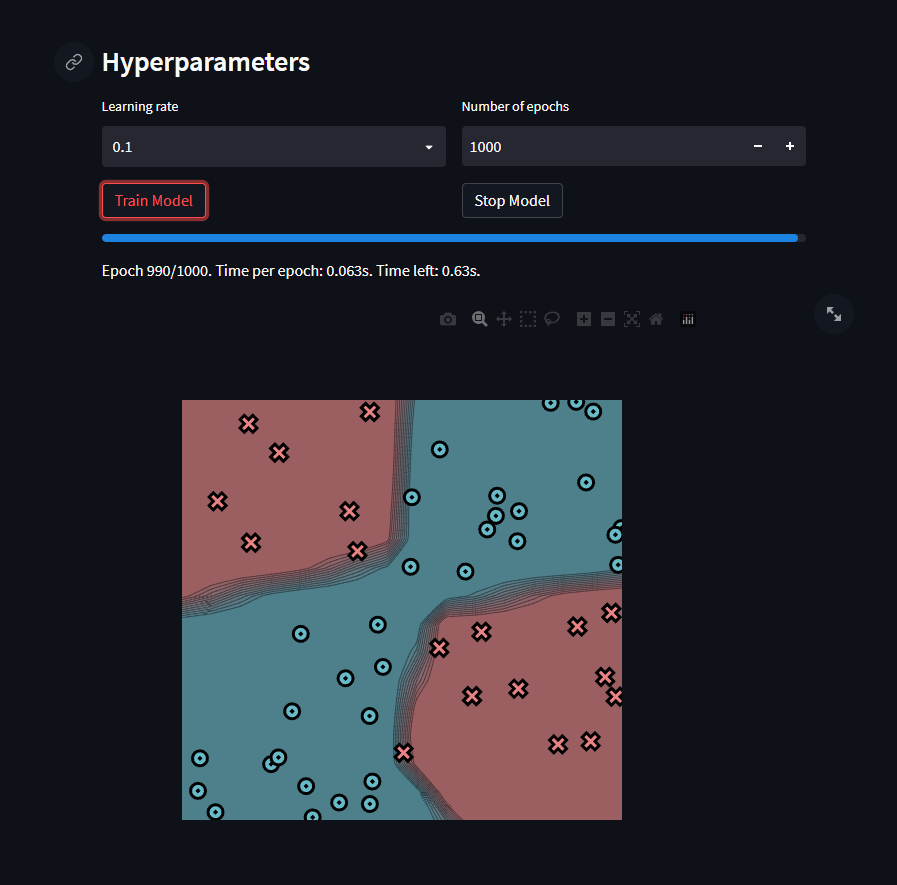 Hyperparameters
Learning rate
Number of epochs
0.1
1000
Train Model
Stop Model
Epoch 990/1000. Time per epoch: 0.063s. Time left: 0.63s.